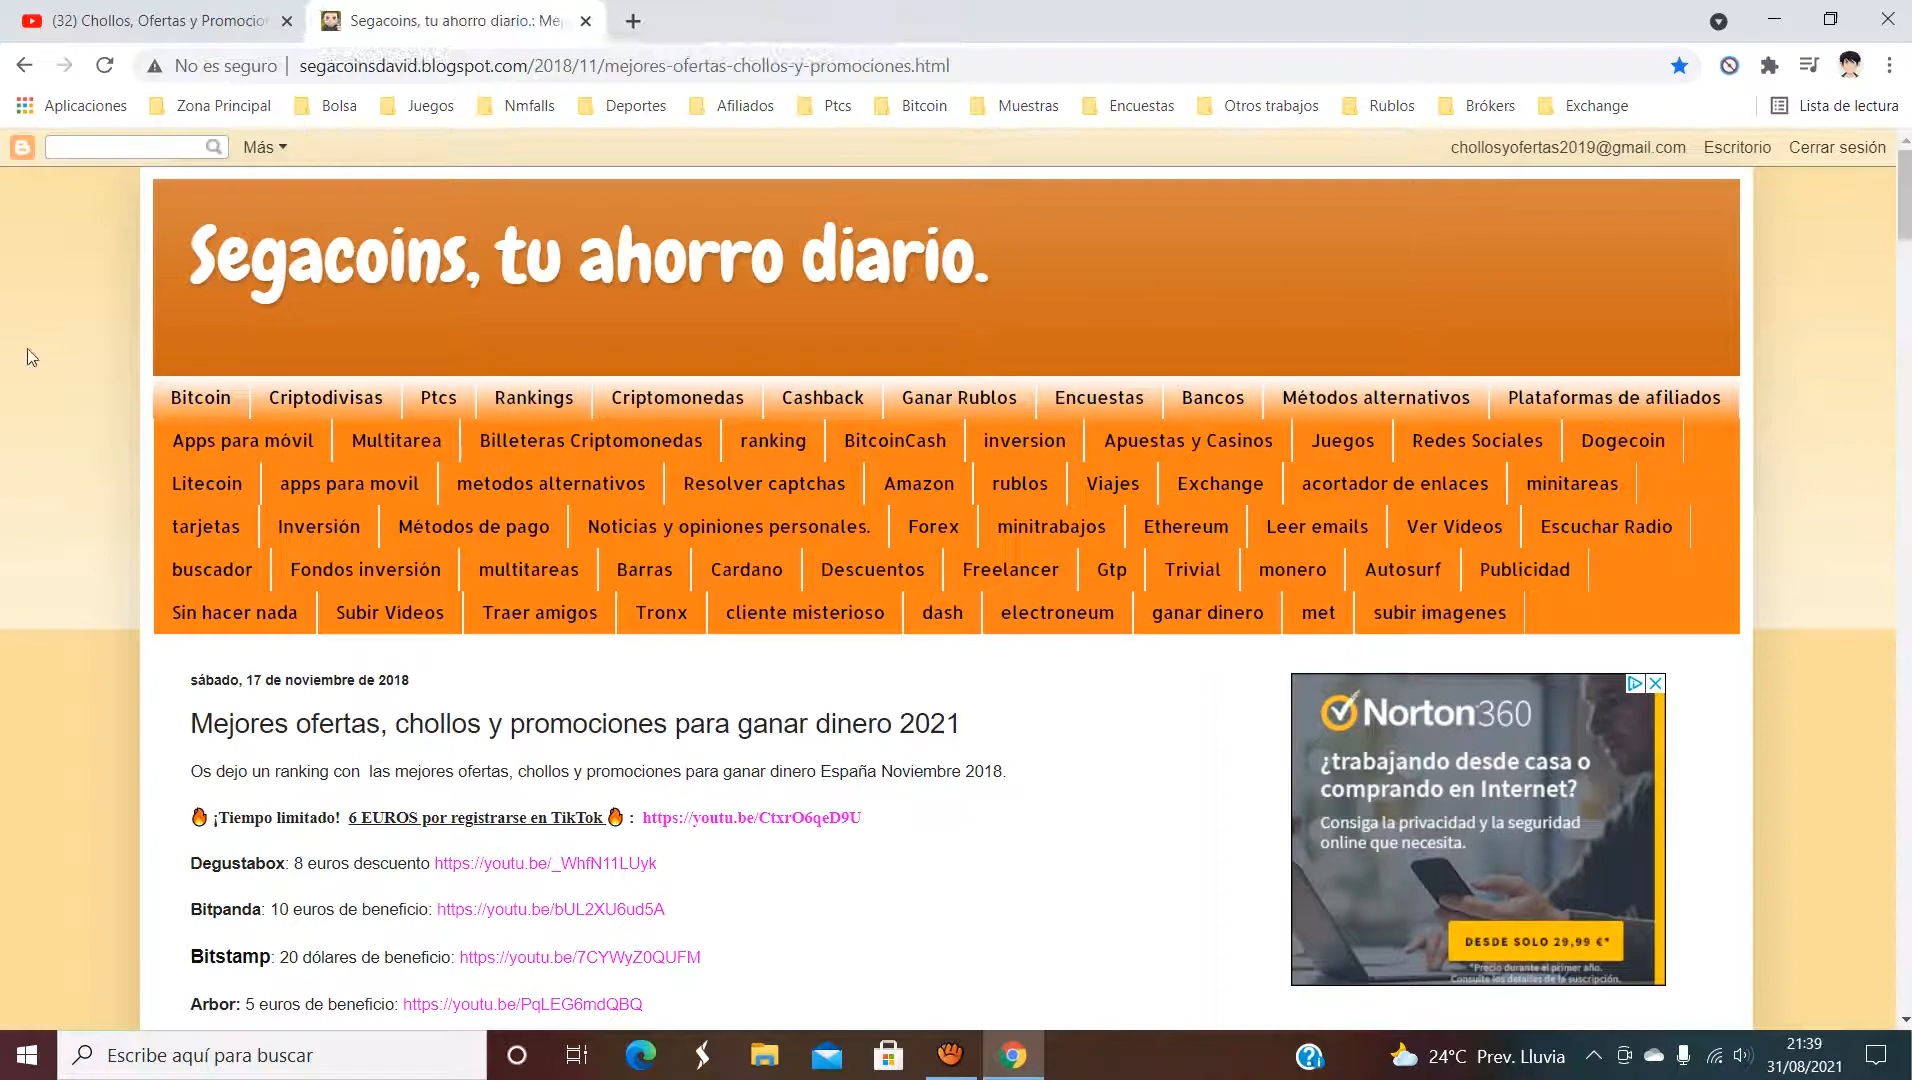 (32) Chollos, Ofertas y Promocio
Segacoins, tu ahorro diario.: Me
No es seguro | segacoinsdavid.blogspot.com/2018/11/mejores-ofertas-chollos-y-promociones.html
Aplicaciones Zona Principal Bolsa Juegos Nmfalls Deportes Afiliados Ptcs Bitcoin Muestras Encuestas Otros trabajos Rublos Brókers Exchange Lista de lectura
Más chollosyofertas2019@gmail.com Escritorio Cerrar sesión
Segacoins, tu ahorro diario.
Bitcoin Criptodivisas Ptcs Rankings Criptomonedas Cashback Ganar Rublos Encuestas Bancos Métodos alternativos Plataformas de afiliados
Apps para móvil Multitarea Billeteras Criptomonedas ranking BitcoinCash inversion Apuestas y Casinos Juegos Redes Sociales Dogecoin
Litecoin apps para movil metodos alternativos Resolver captchas Amazon rublos Viajes Exchange acortador de enlaces minitareas
tarjetas Inversión Métodos de pago Noticias y opiniones personales. Forex minitrabajos Ethereum Leer emails Ver Videos Escuchar Radio
buscador Fondos inversión multitareas Barras Cardano Descuentos Freelancer Gtp Trivial monero Autosurf Publicidad
Sin hacer nada Subir Videos Traer amigos Tronx cliente misterioso dash electroneum ganar dinero met subir imagenes
sábado, 17 de noviembre de 2018
Mejores ofertas, chollos y promociones para ganar dinero 2021
Os dejo un ranking con las mejores ofertas, chollos y promociones para ganar dinero España Noviembre 2018.
🔥 ¡Tiempo limitado! 6 EUROS por registrarse en TikTok 🔥 : https://youtu.be/CtxrO6qeD9U
Degustabox: 8 euros descuento https://youtu.be/_WhfN11LUyk
Bitpanda: 10 euros de beneficio: https://youtu.be/bUL2XU6ud5A
Bitstamp: 20 dólares de beneficio: https://youtu.be/7CYWyZ0QUFM
Arbor: 5 euros de beneficio: https://youtu.be/PqLEG6mdQBQ
Norton360
¿trabajando desde casa o
comprando en Internet?
Consiga la privacidad y la seguridad
online que necesita.
DESDE SOLO 29,99 €*
*Precio durante el primer año.
Consulte los detalles de la suscripción.
Escribe aquí para buscar
24°C Prev. Lluvia
21:39
31/08/2021